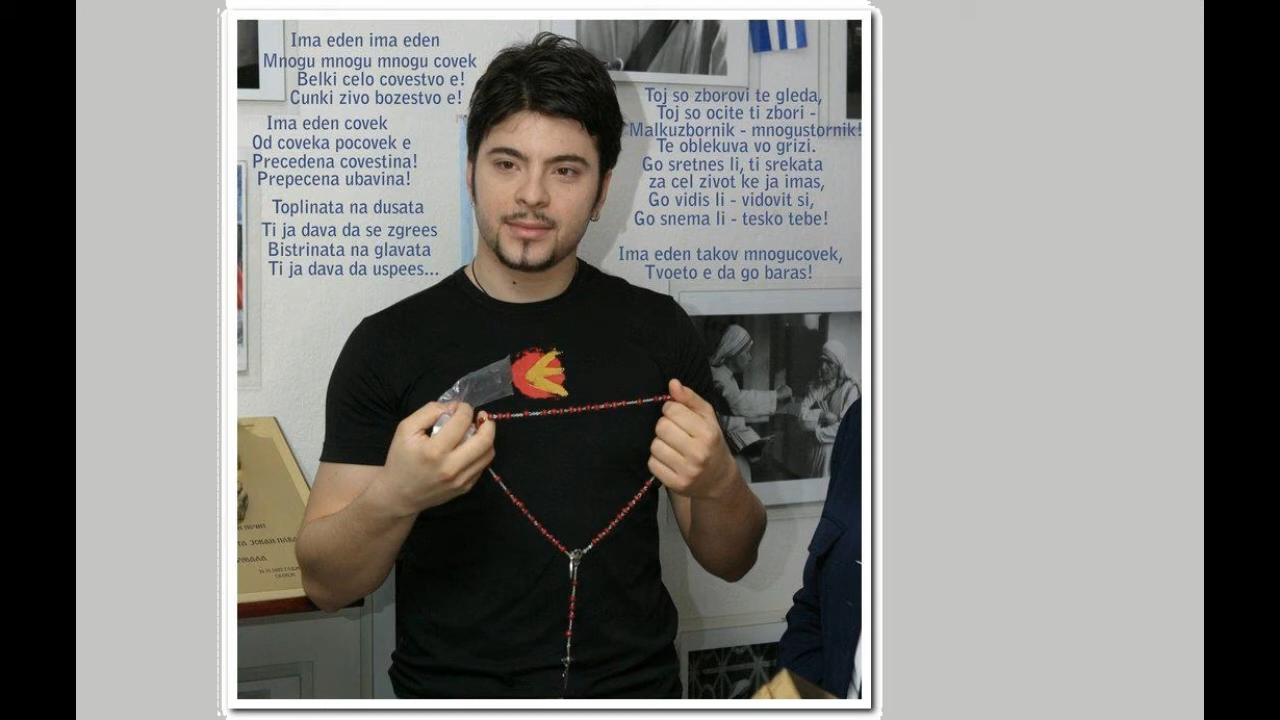 Ima eden ima eden
Mnogu mnogu mnogu covek
Belki celo covestvo e!
Cunki zivo bozestvo e!
Ima eden covek
Od coveka pocovek e
Precedena covestina!
Prepecena ubavina!
Toplinata na dusata
Ti ja dava da se zgrees
Bistrinata na glavata
Ti ja dava da uspees...
Toj so zborovi te gleda,
Toj so ocite ti zbori -
Malkuzbornik - mnogustornik!
Te oblekuva vo grizi.
Go sretnes li, ti srekata
za cel zivot ke ja imas,
Go vidis li - vidovit si,
Go snema li - tesko tebe!
Ima eden takov mnogucovek,
Tvoeto e da go baras!